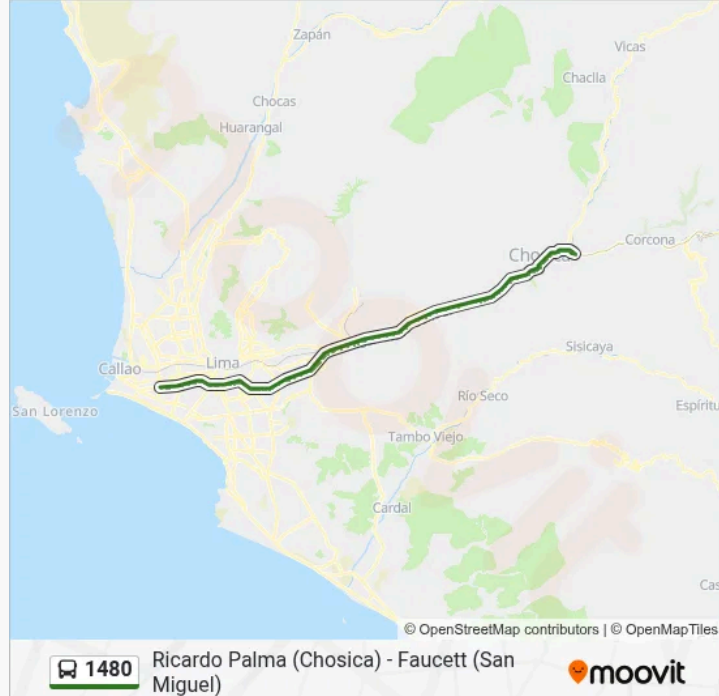 Zapán
Vicas
Chaclla
Chocas
Huarangal
Corcona
Callao
Lima
Sisicaya
San Lorenzo
Río Seco
Espíritu
Tambo Viejo
Cardal
Cas
© OpenStreetMap contributors | © OpenMapTiles
1480
Ricardo Palma (Chosica) - Faucett (San
Miguel)
moovit